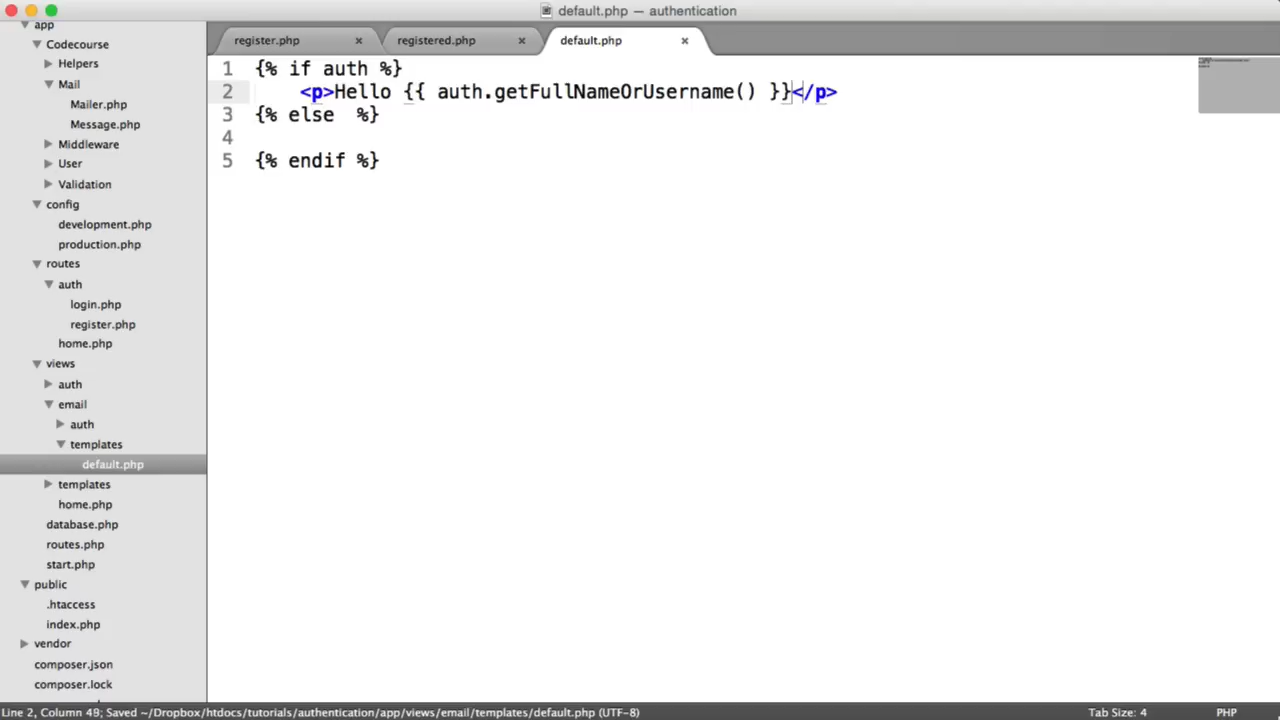 default.php — authentication
app
Codecourse
Helpers
Mail
Mailer.php
Message.php
Middleware
User
Validation
config
development.php
production.php
routes
auth
login.php
register.php
home.php
views
auth
email
auth
templates
default.php
templates
home.php
database.php
routes.php
start.php
public
.htaccess
index.php
vendor
composer.json
composer.lock
register.php × registered.php × default.php ×
1 {% if auth %}
2 <p>Hello {{ auth.getFullNameOrUsername() }}</p>
3 {% else  %}
4
5 {% endif %}
Line 2, Column 48; Saved ~/Dropbox/htdocs/tutorials/authentication/app/views/email/templates/default.php (UTF-8) Tab Size: 4 PHP